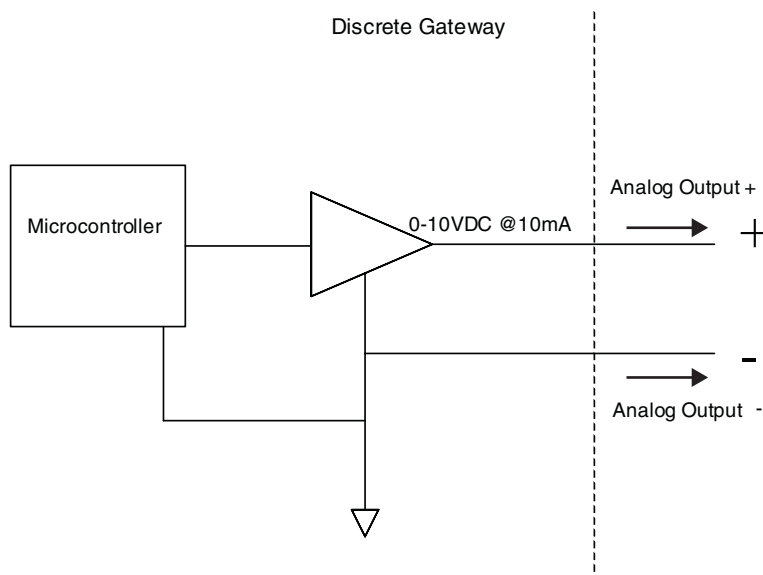 Discrete Gateway
Analog Output +
Microcontroller
0-10VDC @10mA
+
-
Analog Output -